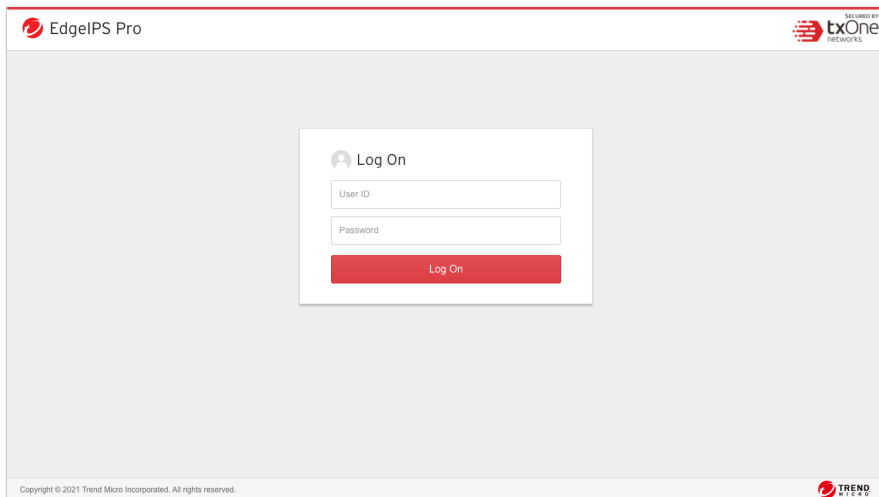 EdgeIPS Pro
SECURED BY
txOne
networks
Log On
User ID
Password
Log On
Copyright © 2021 Trend Micro Incorporated. All rights reserved.
TREND
MICRO